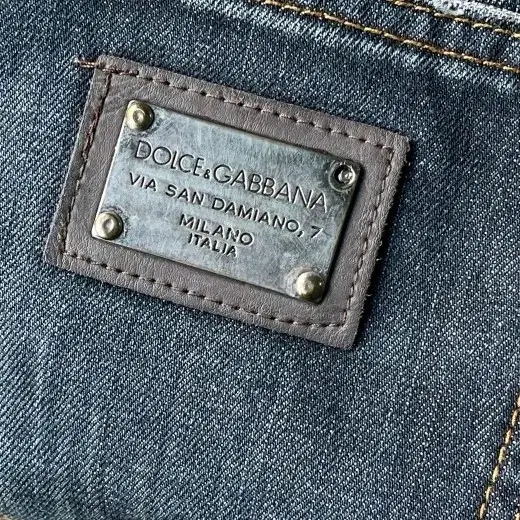 DOLCE&GABBANA
VIA SAN DAMIANO, 7
MILANO
ITALIA